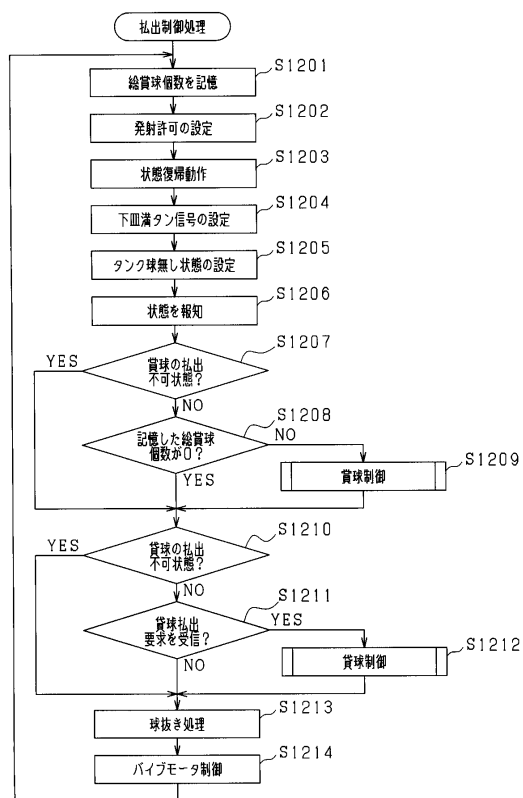 払出制御処理
S1201
総賞球個数を記憶
S1202
発射許可の設定
S1203
状態復帰動作
S1204
下皿満タン信号の設定
S1205
タンク球無し状態の設定
S1206
状態を報知
S1207
YES
賞球の払出
不可状態?
NO
S1208
記憶した総賞球
個数が0?
NO
S1209
YES
賞球制御
S1210
YES
貸球の払出
不可状態?
NO
S1211
貸球払出
要求を受信?
YES
S1212
NO
貸球制御
S1213
球抜き処理
S1214
バイブモータ制御